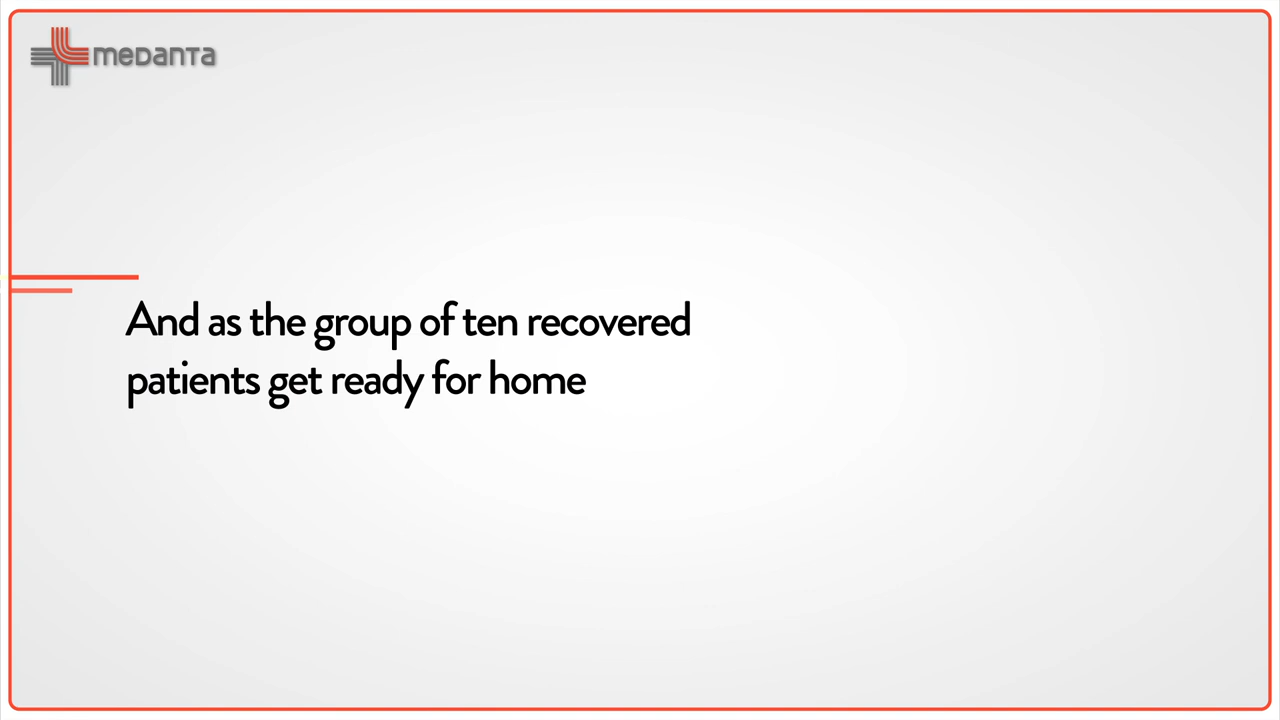 meDanTa
And as the group of ten recovered
patients get ready for home